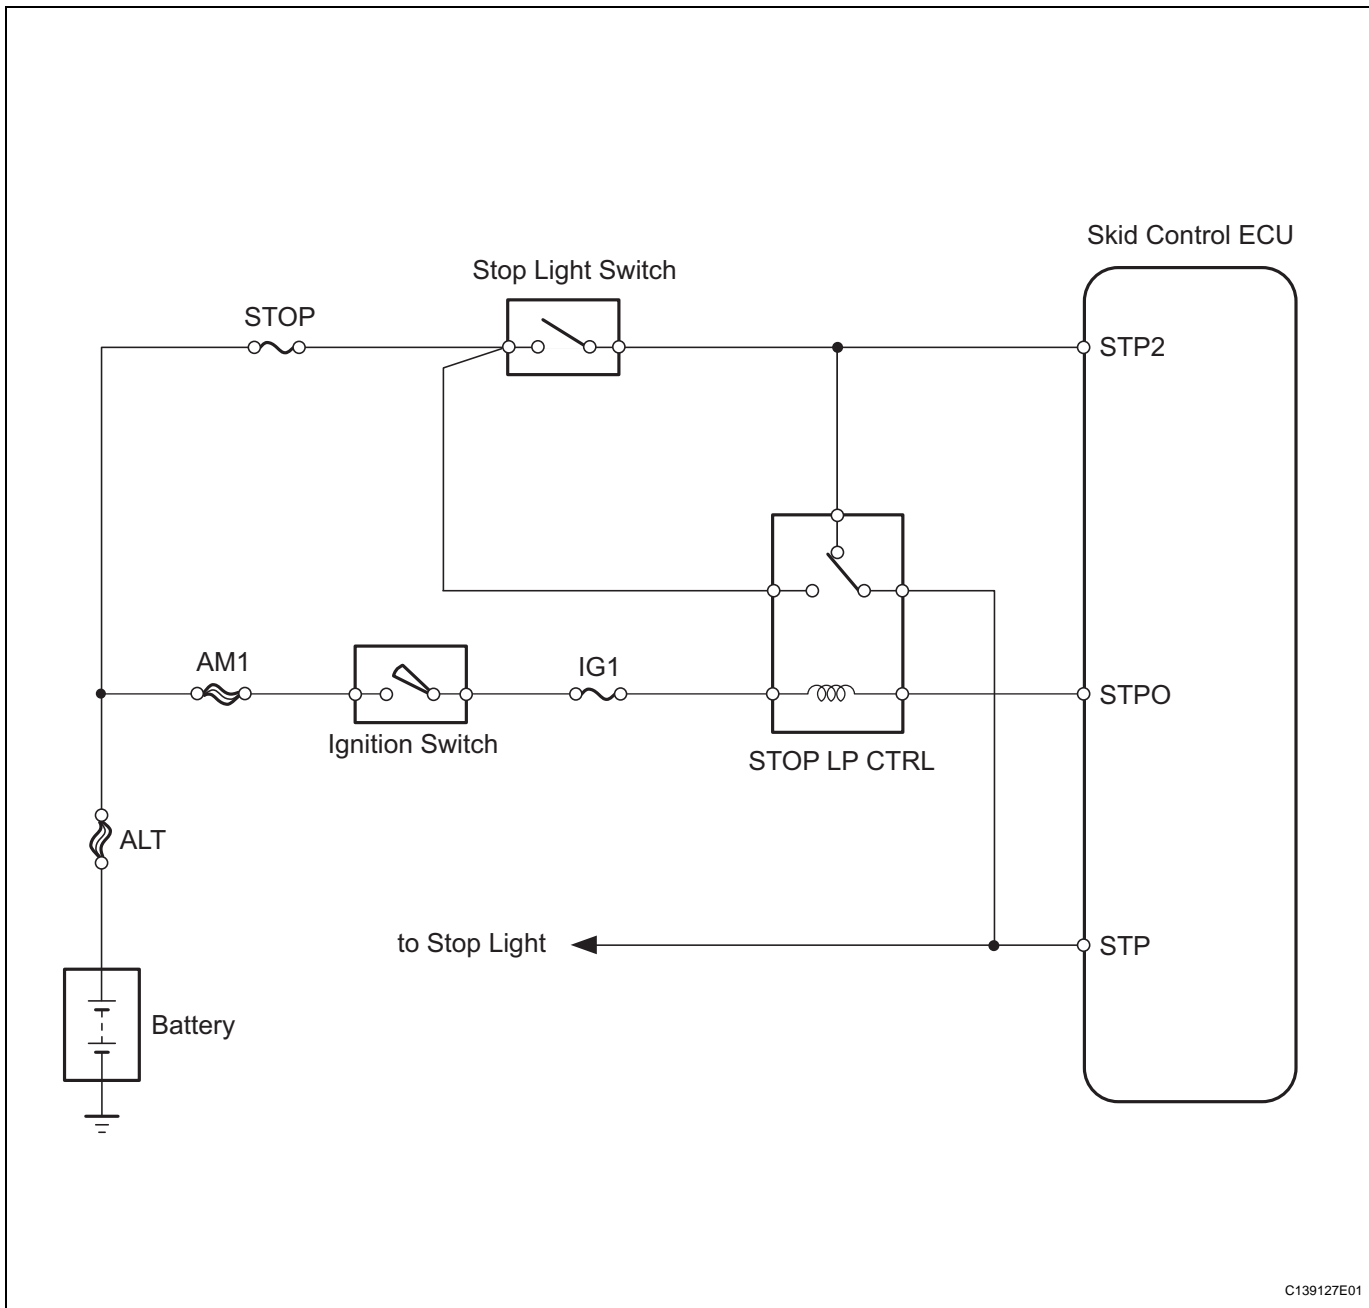 Skid Control ECU
Stop Light Switch
STOP
STP2
AM1
IG1
STPO
Ignition Switch
STOP LP CTRL
ALT
to Stop Light
STP
Battery
C139127E01